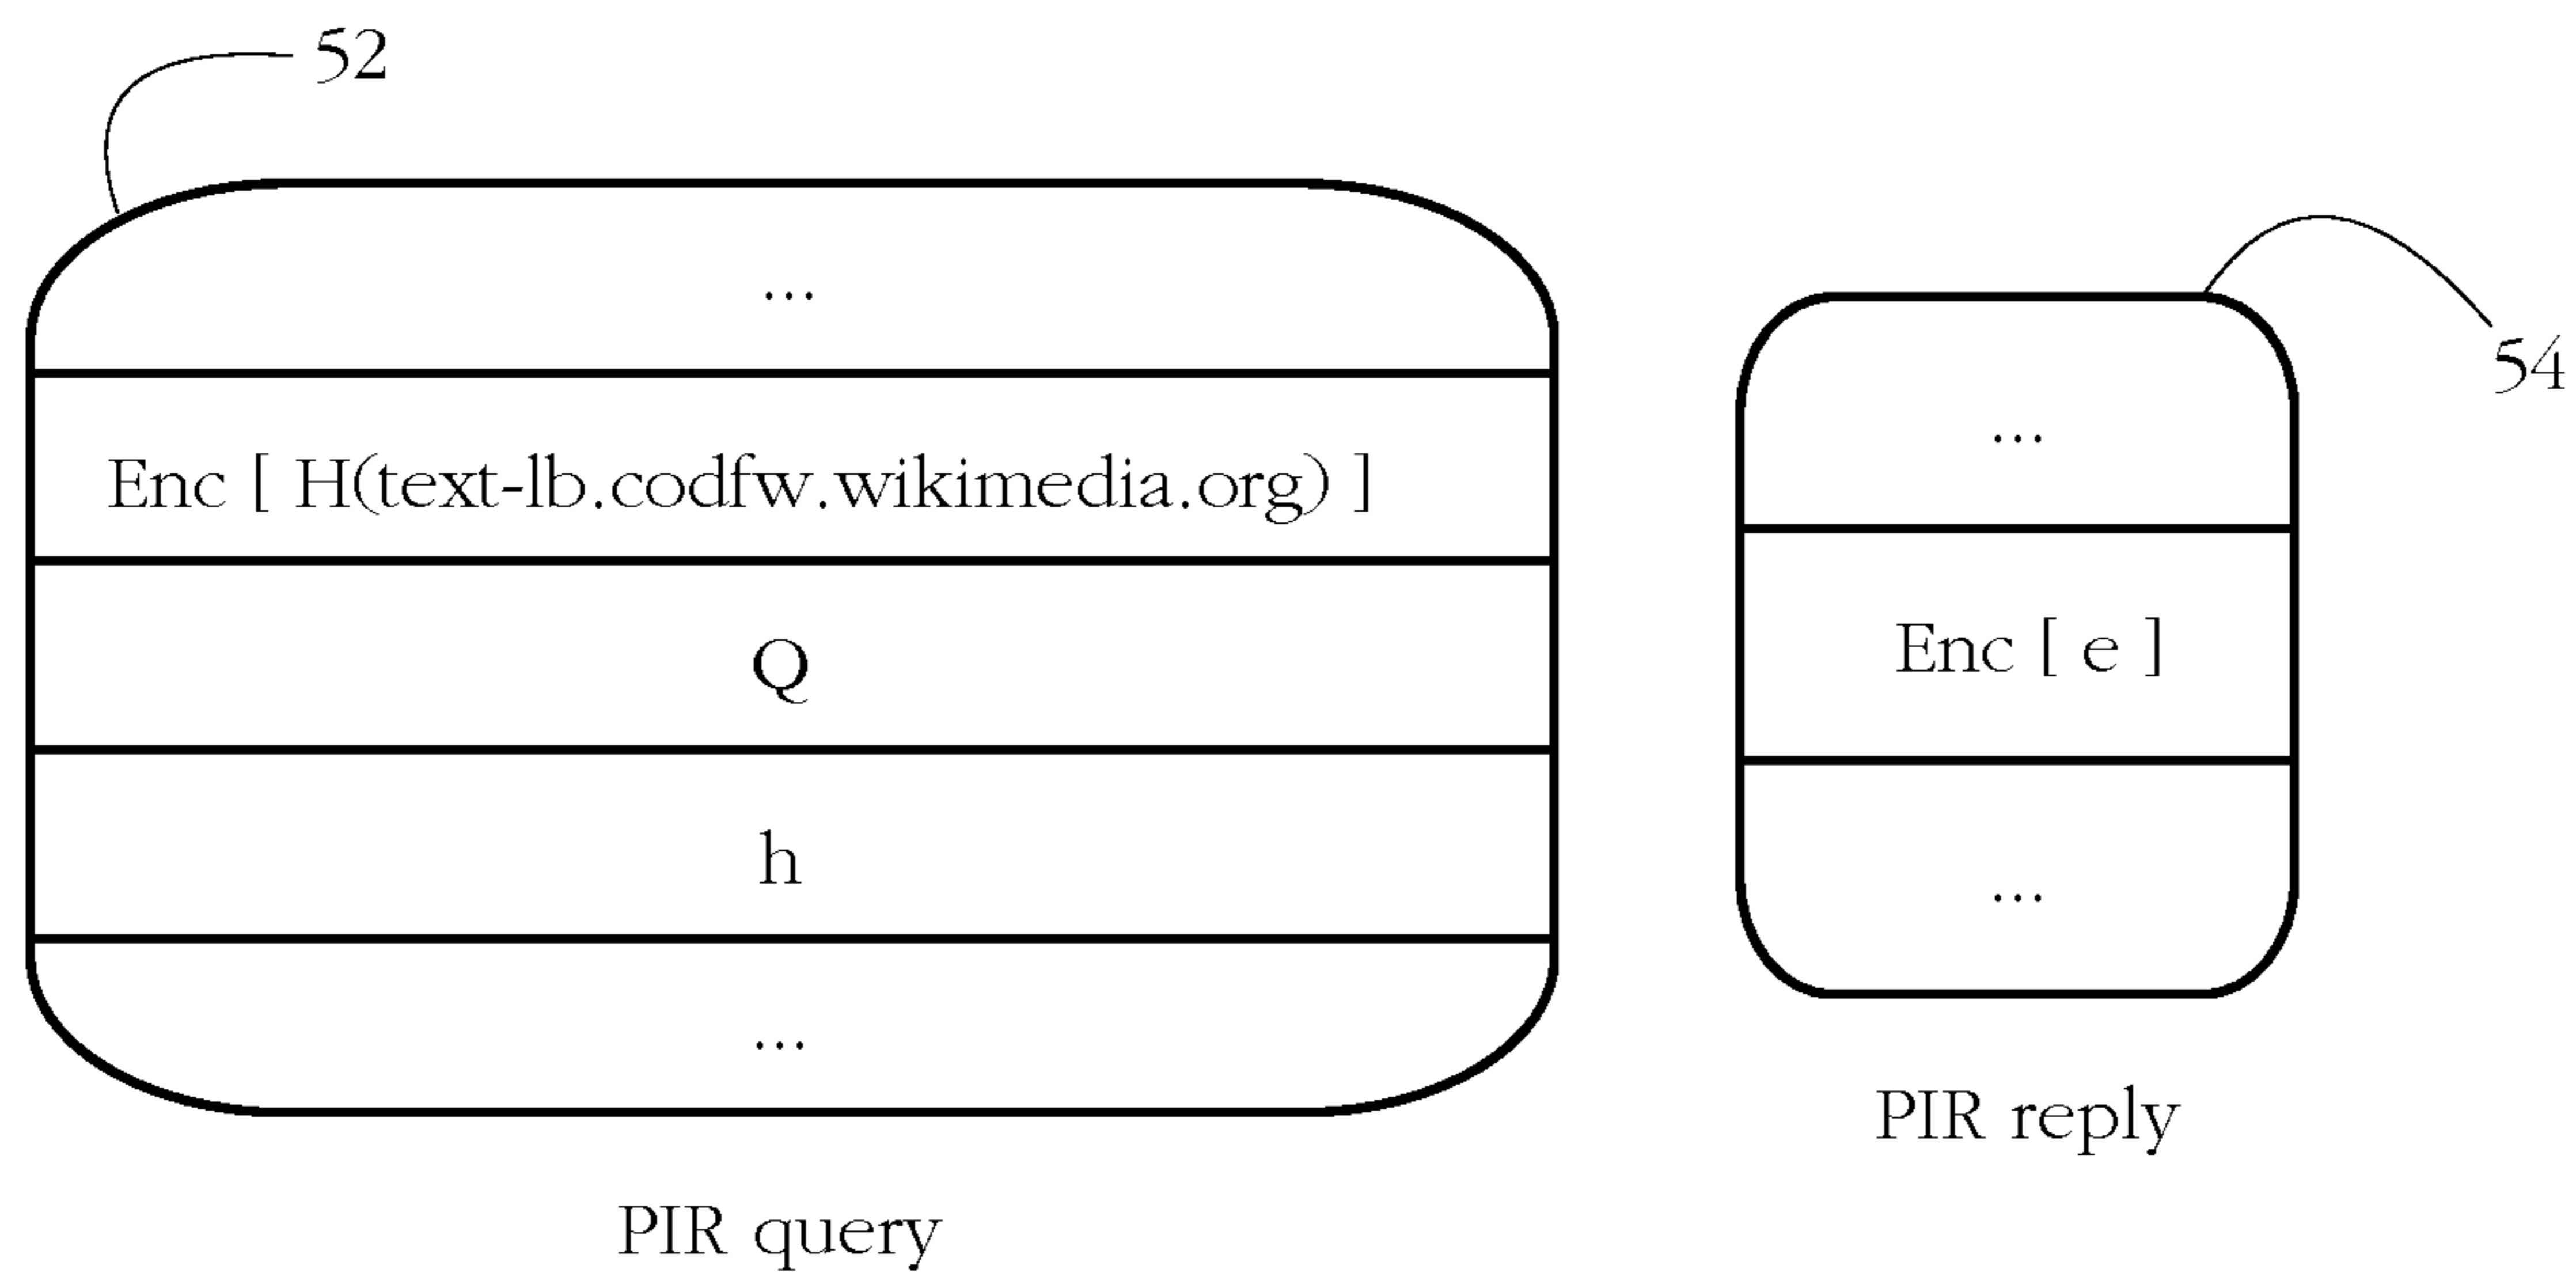 52
...
Enc [ H(text-lb.codfw.wikimedia.org) ]
Q
h
...
PIR query
54
...
Enc [ e ]
...
PIR reply